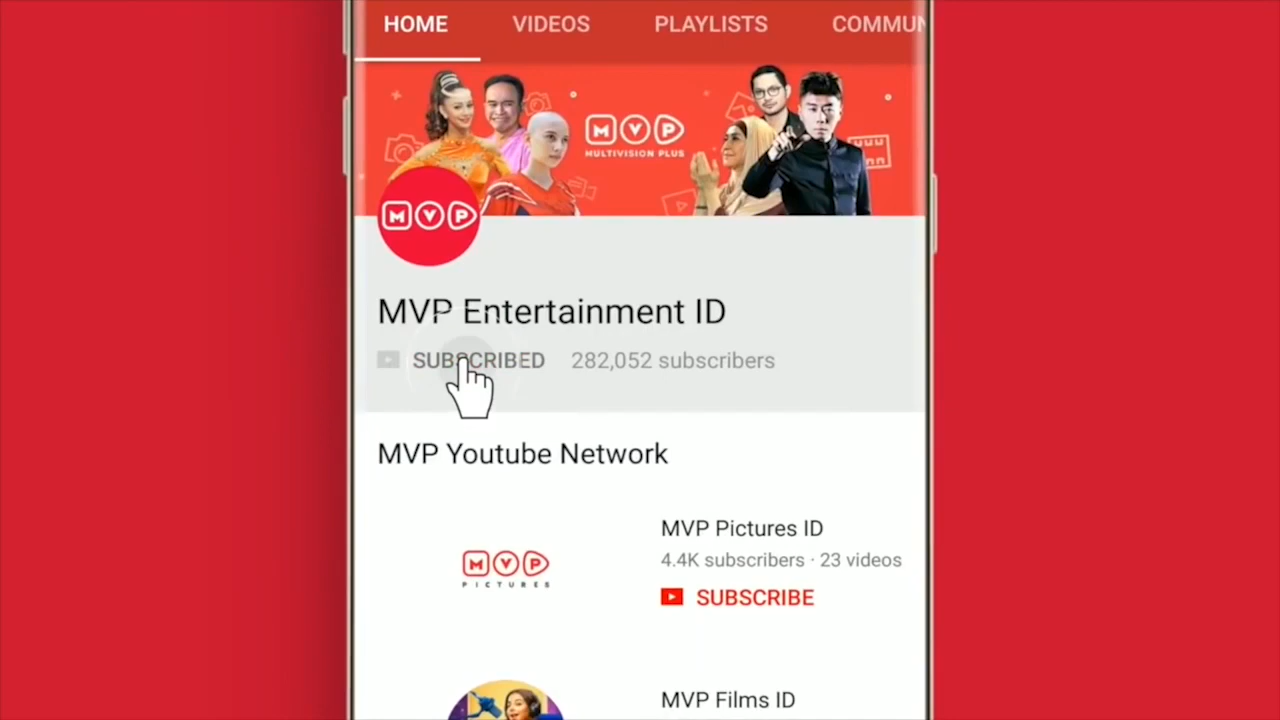 HOME VIDEOS PLAYLISTS COMMUN
MVP
MULTIVISION PLUS
MVP
MVP Entertainment ID
SUBSCRIBED 282,052 subscribers
MVP Youtube Network
MVP Pictures ID
4.4K subscribers · 23 videos
MVP
PICTURES
SUBSCRIBE
MVP Films ID